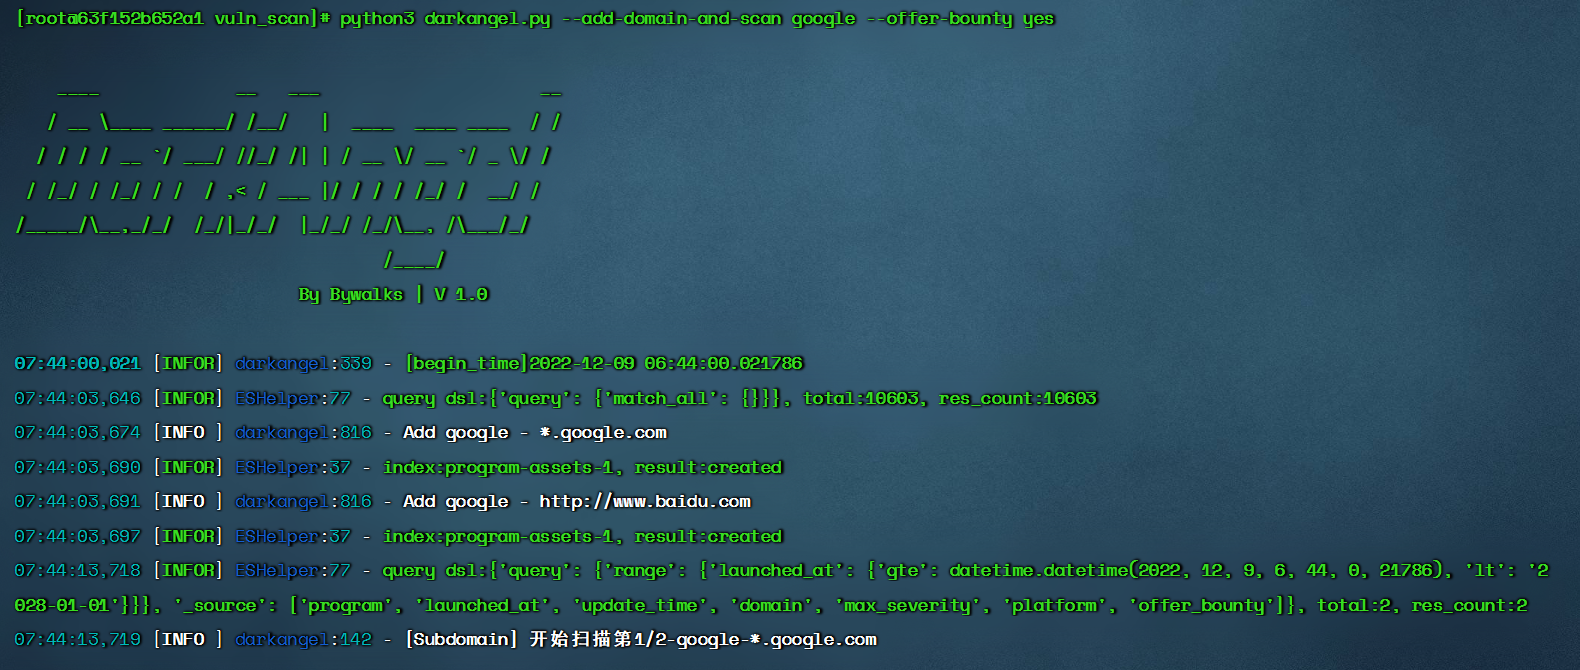 [root@63f152b652a1 vuln_scan]# python3 darkangel.py --add-domain-and-scan google --offer-bounty yes
    ____             __   ___                     __
   / __ \____ ______/ /__/   |  ____  ____ ____  / /
  / / / / __ `/ ___/ //_/ /| | / __ \/ __ `/ _ \/ /
 / /_/ / /_/ / /  / ,< / ___ |/ / / / /_/ /  __/ /
/_____/\__,_/_/  /_/|_/_/  |_/_/ /_/\__, /\___/_/
                                   /____/
By Bywalks | V 1.0
07:44:00,021 [INFOR] darkangel:339 - [begin_time]2022-12-09 06:44:00.021786
07:44:03,646 [INFOR] ESHelper:77 - query dsl:{'query': {'match_all': {}}}, total:10603, res_count:10603
07:44:03,674 [INFO ] darkangel:816 - Add google - *.google.com
07:44:03,690 [INFOR] ESHelper:37 - index:program-assets-1, result:created
07:44:03,691 [INFO ] darkangel:816 - Add google - http://www.baidu.com
07:44:03,697 [INFOR] ESHelper:37 - index:program-assets-1, result:created
07:44:13,718 [INFOR] ESHelper:77 - query dsl:{'query': {'range': {'launched_at': {'gte': datetime.datetime(2022, 12, 9, 6, 44, 0, 21786), 'lt': '2
028-01-01'}}}, '_source': ['program', 'launched_at', 'update_time', 'domain', 'max_severity', 'platform', 'offer_bounty']}, total:2, res_count:2
07:44:13,719 [INFO ] darkangel:142 - [Subdomain] 开始扫描第1/2-google-*.google.com